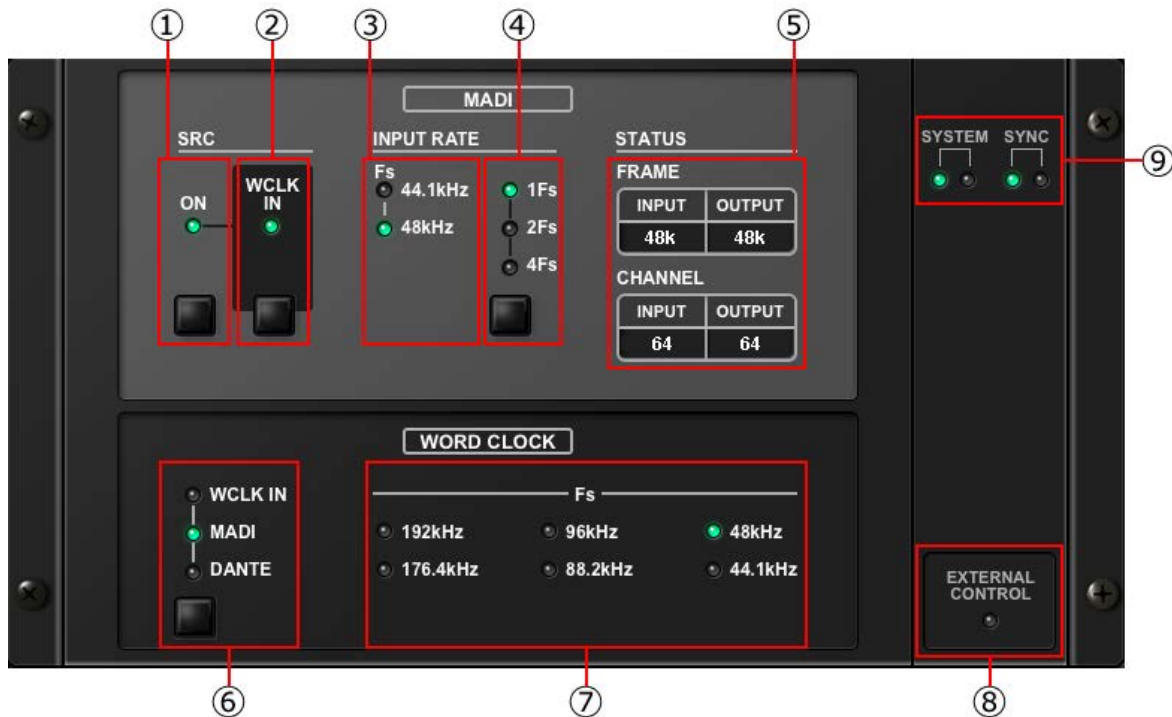 ① ② ③ ④ ⑤
MADI
SRC
ON
WCLK
IN
INPUT RATE
Fs
44.1kHz
48kHz
1Fs
2Fs
4Fs
STATUS
FRAME
INPUT OUTPUT
48k 48k
CHANNEL
INPUT OUTPUT
64 64
SYSTEM SYNC
⑨
WORD CLOCK
WCLK IN
MADI
DANTE
Fs
192kHz 96kHz 48kHz
176.4kHz 88.2kHz 44.1kHz
EXTERNAL
CONTROL
⑥ ⑦ ⑧